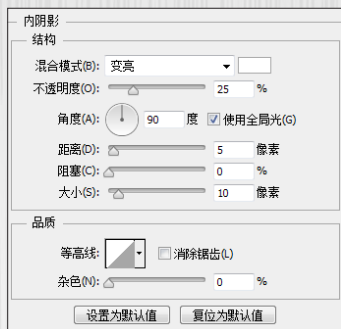 内阴影
结构
混合模式(B): 变亮
不透明度(O): 25 %
角度(A): 90 度 使用全局光(G)
距离(D): 5 像素
阻塞(C): 0 %
大小(S): 10 像素
品质
等高线: 消除锯齿(L)
杂色(N): 0 %
设置为默认值 复位为默认值